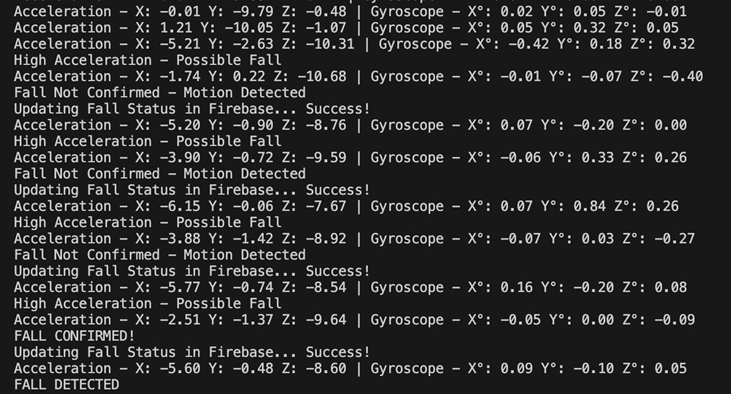 Acceleration – X: -0.01 Y: -9.79 Z: -0.48 | Gyroscope – X°: 0.02 Y°: 0.05 Z°: -0.01
Acceleration – X: 1.21 Y: -10.05 Z: -1.07 | Gyroscope – X°: 0.05 Y°: 0.32 Z°: 0.05
Acceleration – X: -5.21 Y: -2.63 Z: -10.31 | Gyroscope – X°: -0.42 Y°: 0.18 Z°: 0.32
High Acceleration – Possible Fall
Acceleration – X: -1.74 Y: 0.22 Z: -10.68 | Gyroscope – X°: -0.01 Y°: -0.07 Z°: -0.40
Fall Not Confirmed – Motion Detected
Updating Fall Status in Firebase... Success!
Acceleration – X: -5.20 Y: -0.90 Z: -8.76 | Gyroscope – X°: 0.07 Y°: -0.20 Z°: 0.00
High Acceleration – Possible Fall
Acceleration – X: -3.90 Y: -0.72 Z: -9.59 | Gyroscope – X°: -0.06 Y°: 0.33 Z°: 0.26
Fall Not Confirmed – Motion Detected
Updating Fall Status in Firebase... Success!
Acceleration – X: -6.15 Y: -0.06 Z: -7.67 | Gyroscope – X°: 0.07 Y°: 0.84 Z°: 0.26
High Acceleration – Possible Fall
Acceleration – X: -3.88 Y: -1.42 Z: -8.92 | Gyroscope – X°: -0.07 Y°: 0.03 Z°: -0.27
Fall Not Confirmed – Motion Detected
Updating Fall Status in Firebase... Success!
Acceleration – X: -5.77 Y: -0.74 Z: -8.54 | Gyroscope – X°: 0.16 Y°: -0.20 Z°: 0.08
High Acceleration – Possible Fall
Acceleration – X: -2.51 Y: -1.37 Z: -9.64 | Gyroscope – X°: -0.05 Y°: 0.00 Z°: -0.09
FALL CONFIRMED!
Updating Fall Status in Firebase... Success!
Acceleration – X: -5.60 Y: -0.48 Z: -8.60 | Gyroscope – X°: 0.09 Y°: -0.10 Z°: 0.05
FALL DETECTED